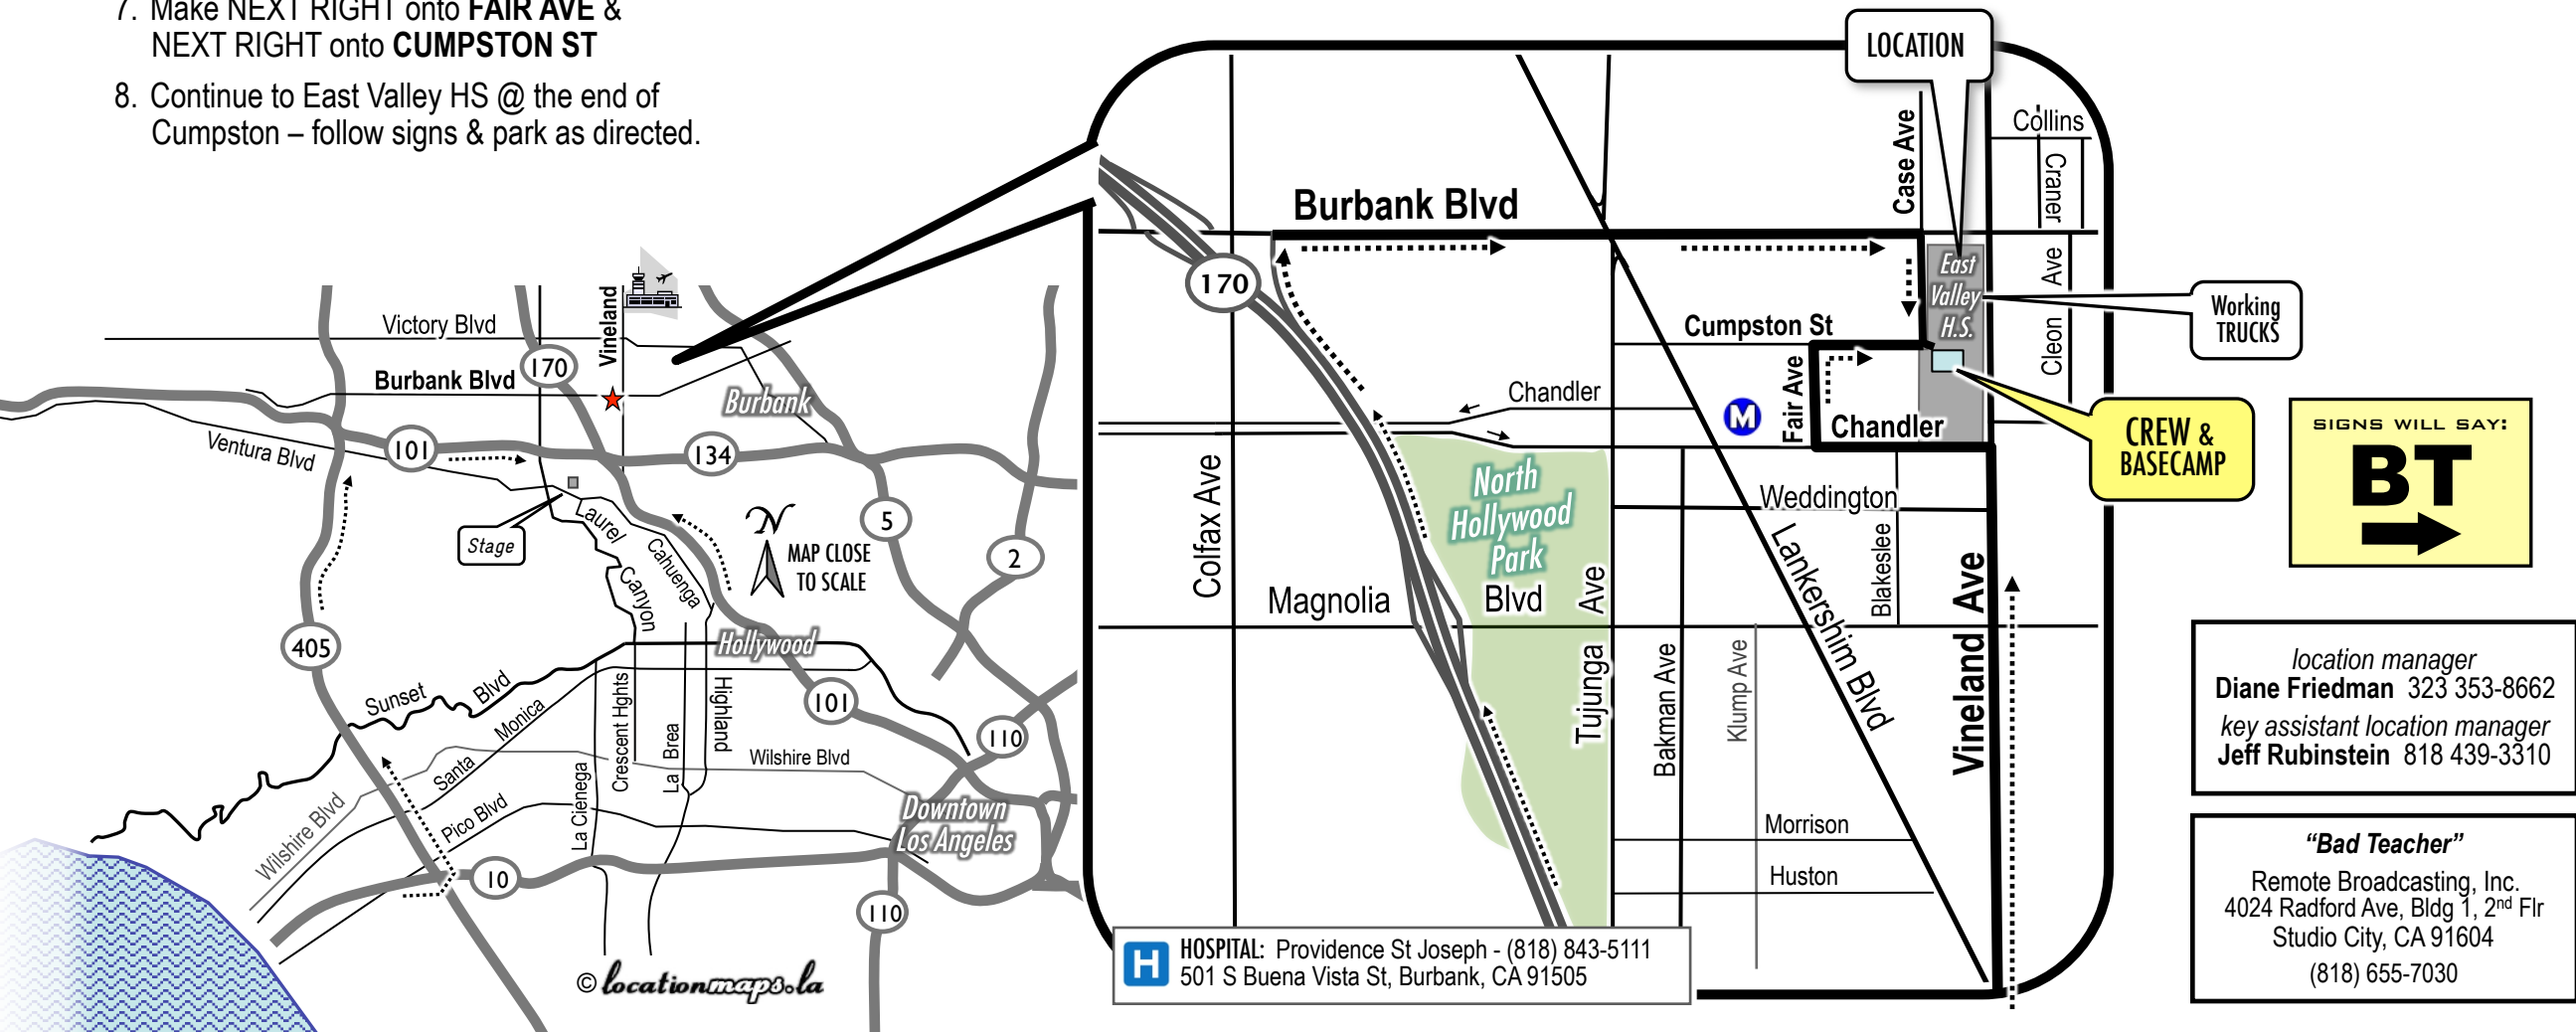 7. Make NEXT RIGHT onto FAIR AVE &
NEXT RIGHT onto CUMPSTON ST
8. Continue to East Valley HS @ the end of
Cumpston – follow signs & park as directed.
Victory Blvd
Vineland
170
Burbank Blvd
Burbank
Ventura Blvd
101
134
5
2
Stage
Laurel
Canyon
Cahuenga
N
MAP CLOSE
TO SCALE
405
Hollywood
Sunset
Blvd
Santa
Monica
Crescent Hghts
La Brea
Highland
101
110
Wilshire Blvd
Wilshire Blvd
Pico Blvd
La Cienega
Downtown
Los Angeles
10
110
© locationmaps.la
LOCATION
Collins
Craner
Case Ave
Burbank Blvd
170
East
Valley
H.S.
Cleon Ave
Working
TRUCKS
Cumpston St
Fair Ave
Chandler
M
Chandler
CREW &
BASECAMP
North
Hollywood
Park
Colfax Ave
Weddington
Blakeslee
Lankershim Blvd
Vineland Ave
Magnolia Blvd
Tujunga Ave
Bakman Ave
Klump Ave
Morrison
Huston
H
HOSPITAL: Providence St Joseph - (818) 843-5111
501 S Buena Vista St, Burbank, CA 91505
SIGNS WILL SAY:
BT
location manager
Diane Friedman 323 353-8662
key assistant location manager
Jeff Rubinstein 818 439-3310
“Bad Teacher”
Remote Broadcasting, Inc.
4024 Radford Ave, Bldg 1, 2nd Flr
Studio City, CA 91604
(818) 655-7030